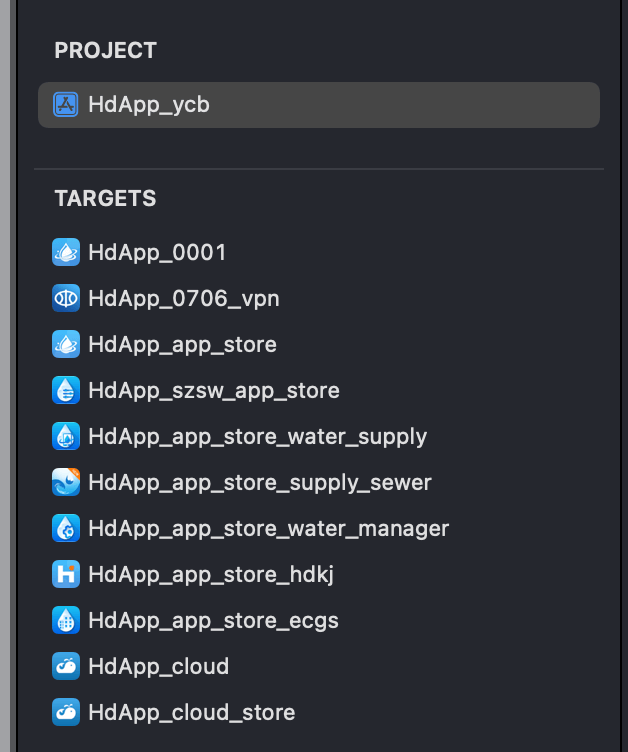 PROJECT
HdApp_ycb
TARGETS
HdApp_0001
HdApp_0706_vpn
HdApp_app_store
HdApp_szsw_app_store
HdApp_app_store_water_supply
HdApp_app_store_supply_sewer
HdApp_app_store_water_manager
HdApp_app_store_hdkj
HdApp_app_store_ecgs
HdApp_cloud
HdApp_cloud_store